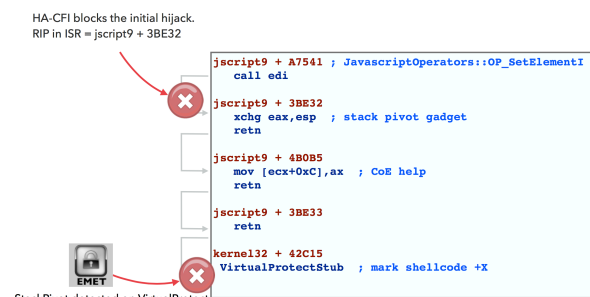 HA-CFI blocks the initial hijack.
RIP in ISR = jscript9 + 3BE32
jscript9 + A7541 ; JavascriptOperators::OP_SetElementI
call edi
jscript9 + 3BE32
xchg eax,esp ; stack pivot gadget
retn
jscript9 + 4B0B5
mov [ecx+0xC],ax ; CoE help
retn
jscript9 + 3BE33
retn
kernel32 + 42C15
VirtualProtectStub ; mark shellcode +X
EMET